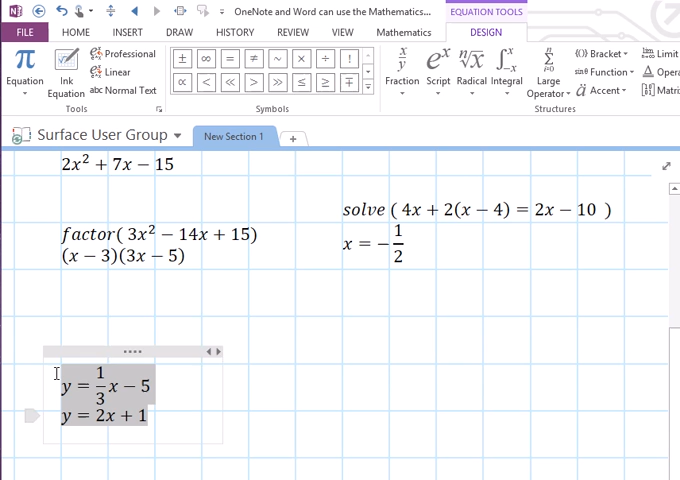 OneNote and Word can use the Mathematics...
EQUATION TOOLS
FILE HOME INSERT DRAW HISTORY REVIEW VIEW Mathematics DESIGN
π Equation
Ink Equation
Professional
Linear
abc Normal Text
Tools
± ∞ = ≠ ~ × ÷ !
∝ < ≪ > ≫ ≤ ≥ ∓
Symbols
x/y Fraction
eˣ Script
ⁿ√x Radical
Integral
Large Operator
{()} Bracket
sinθ Function
ä Accent
lim Limit
Opera
Matri
Structures
Surface User Group
New Section 1
+
2x² + 7x − 15
solve ( 4x + 2(x − 4) = 2x − 10 )
x = −1/2
factor( 3x² − 14x + 15)
(x − 3)(3x − 5)
y = 1/3x − 5
y = 2x + 1